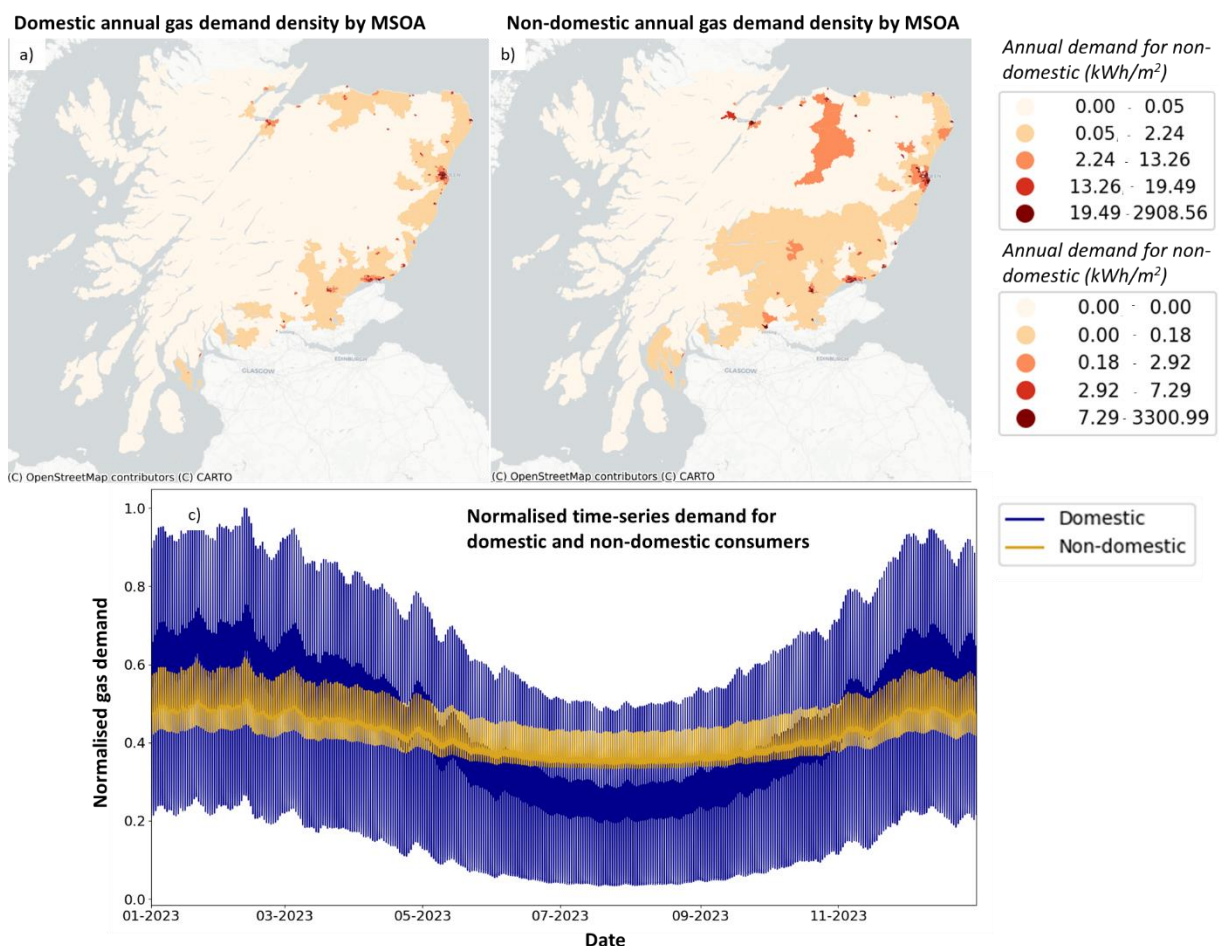 Domestic annual gas demand density by MSOA
Non-domestic annual gas demand density by MSOA
a)
GLASGOW
EDINBURGH
(C) OpenStreetMap contributors (C) CARTO
b)
GLASGOW
EDINBURGH
(C) OpenStreetMap contributors (C) CARTO
Annual demand for non-
domestic (kWh/m²)
0.00 - 0.05
0.05 - 2.24
2.24 - 13.26
13.26 - 19.49
19.49 - 2908.56
Annual demand for non-
domestic (kWh/m²)
0.00 - 0.00
0.00 - 0.18
0.18 - 2.92
2.92 - 7.29
7.29 - 3300.99
c)
Normalised time-series demand for
domestic and non-domestic consumers
Domestic
Non-domestic
Normalised gas demand
1.0
0.8
0.6
0.4
0.2
0.0
01-2023
03-2023
05-2023
07-2023
09-2023
11-2023
Date